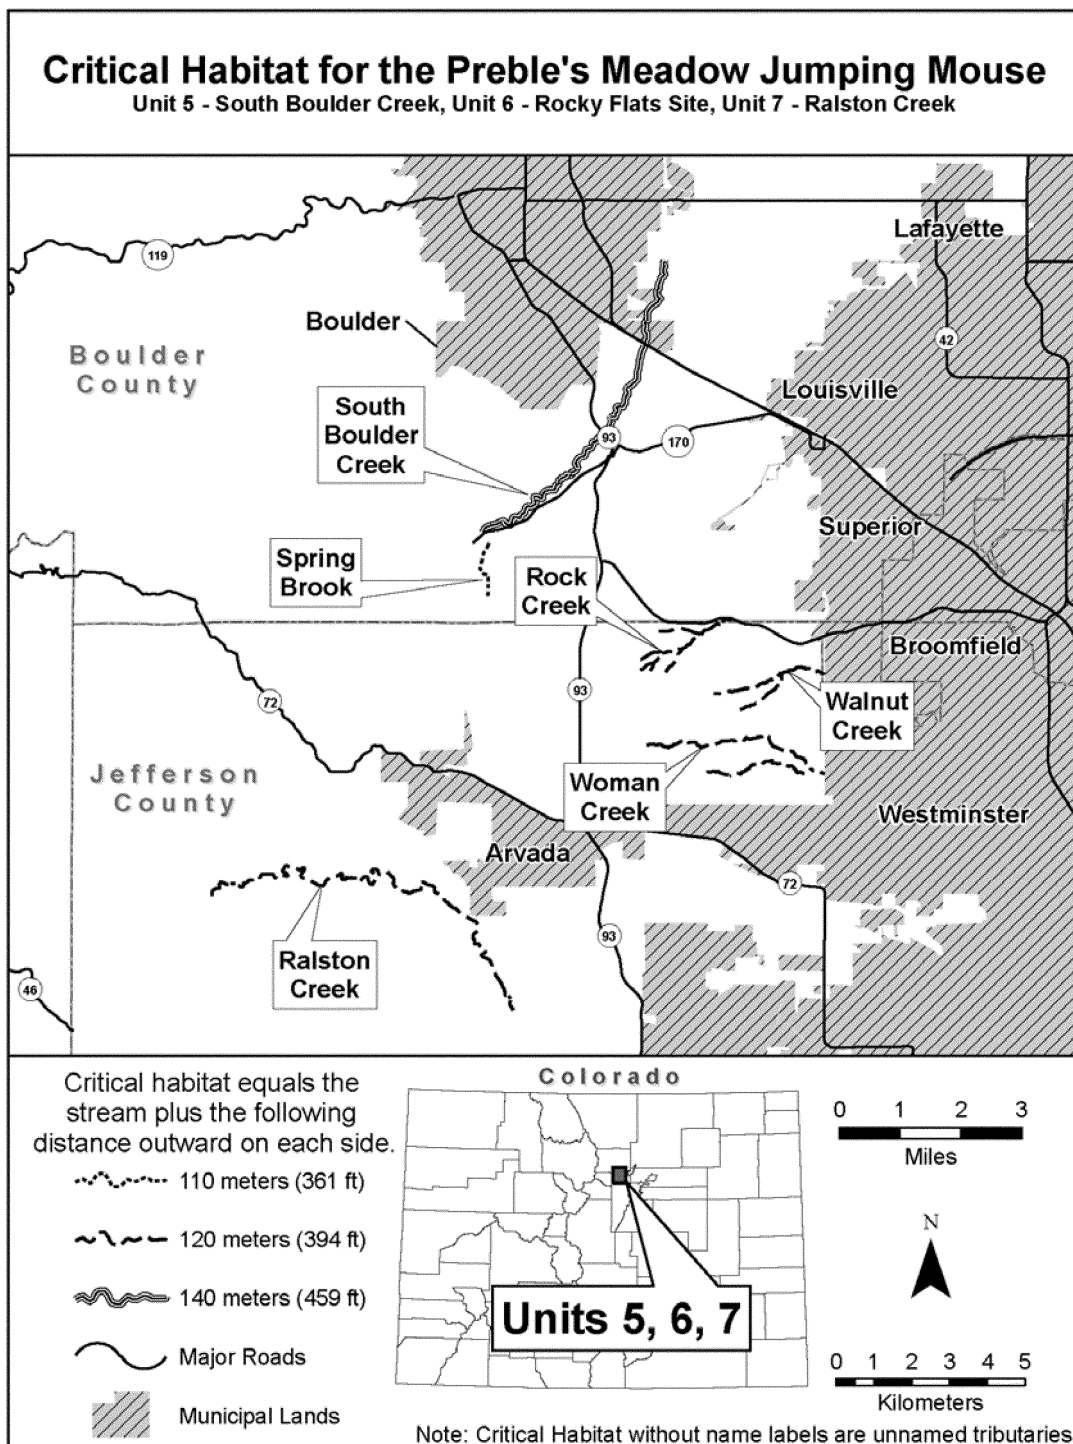 Critical Habitat for the Preble's Meadow Jumping Mouse
Unit 5 - South Boulder Creek, Unit 6 - Rocky Flats Site, Unit 7 - Ralston Creek
Lafayette
119
Boulder
42
Boulder
County
Louisville
South
Boulder
Creek
93
170
Superior
Spring
Brook
Rock
Creek
Broomfield
93
72
Walnut
Creek
Jefferson
County
Woman
Creek
Westminster
Arvada
72
93
Ralston
Creek
46
Critical habitat equals the
stream plus the following
distance outward on each side.
110 meters (361 ft)
120 meters (394 ft)
140 meters (459 ft)
Major Roads
Municipal Lands
Colorado
Units 5, 6, 7
0 1 2 3
Miles
N
0 1 2 3 4 5
Kilometers
Note: Critical Habitat without name labels are unnamed tributaries